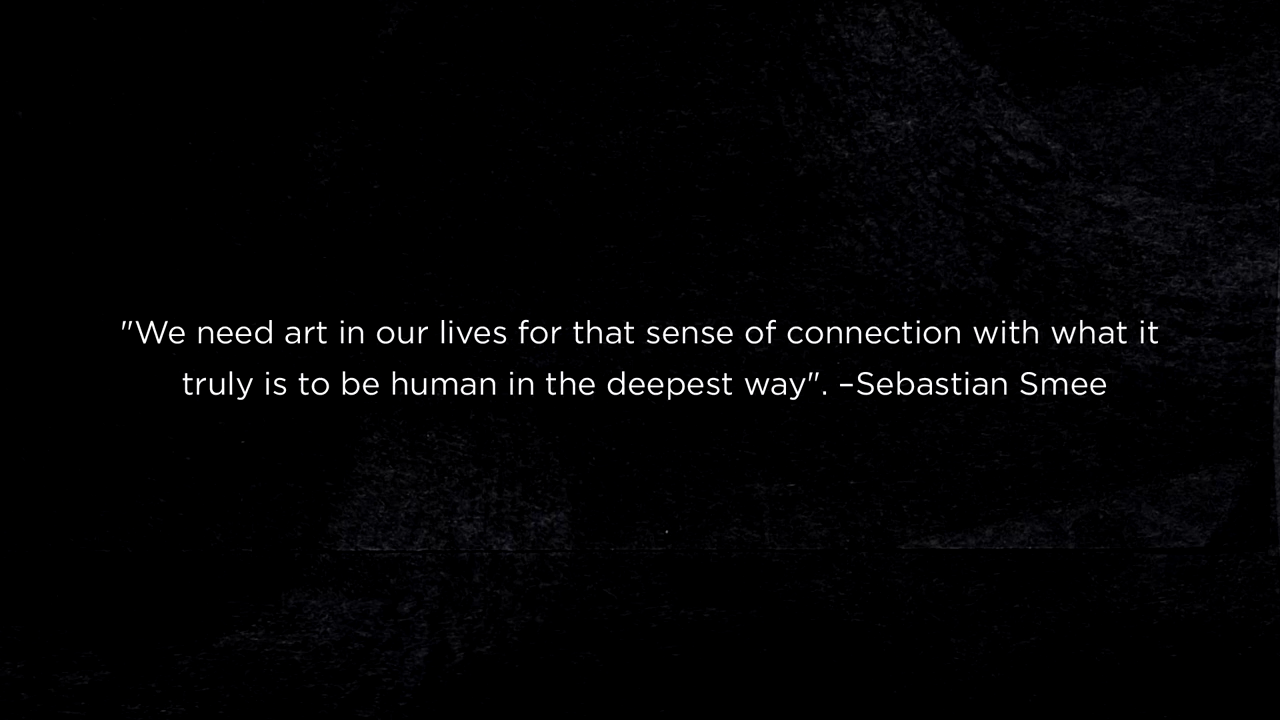 "We need art in our lives for that sense of connection with what it
truly is to be human in the deepest way". –Sebastian Smee